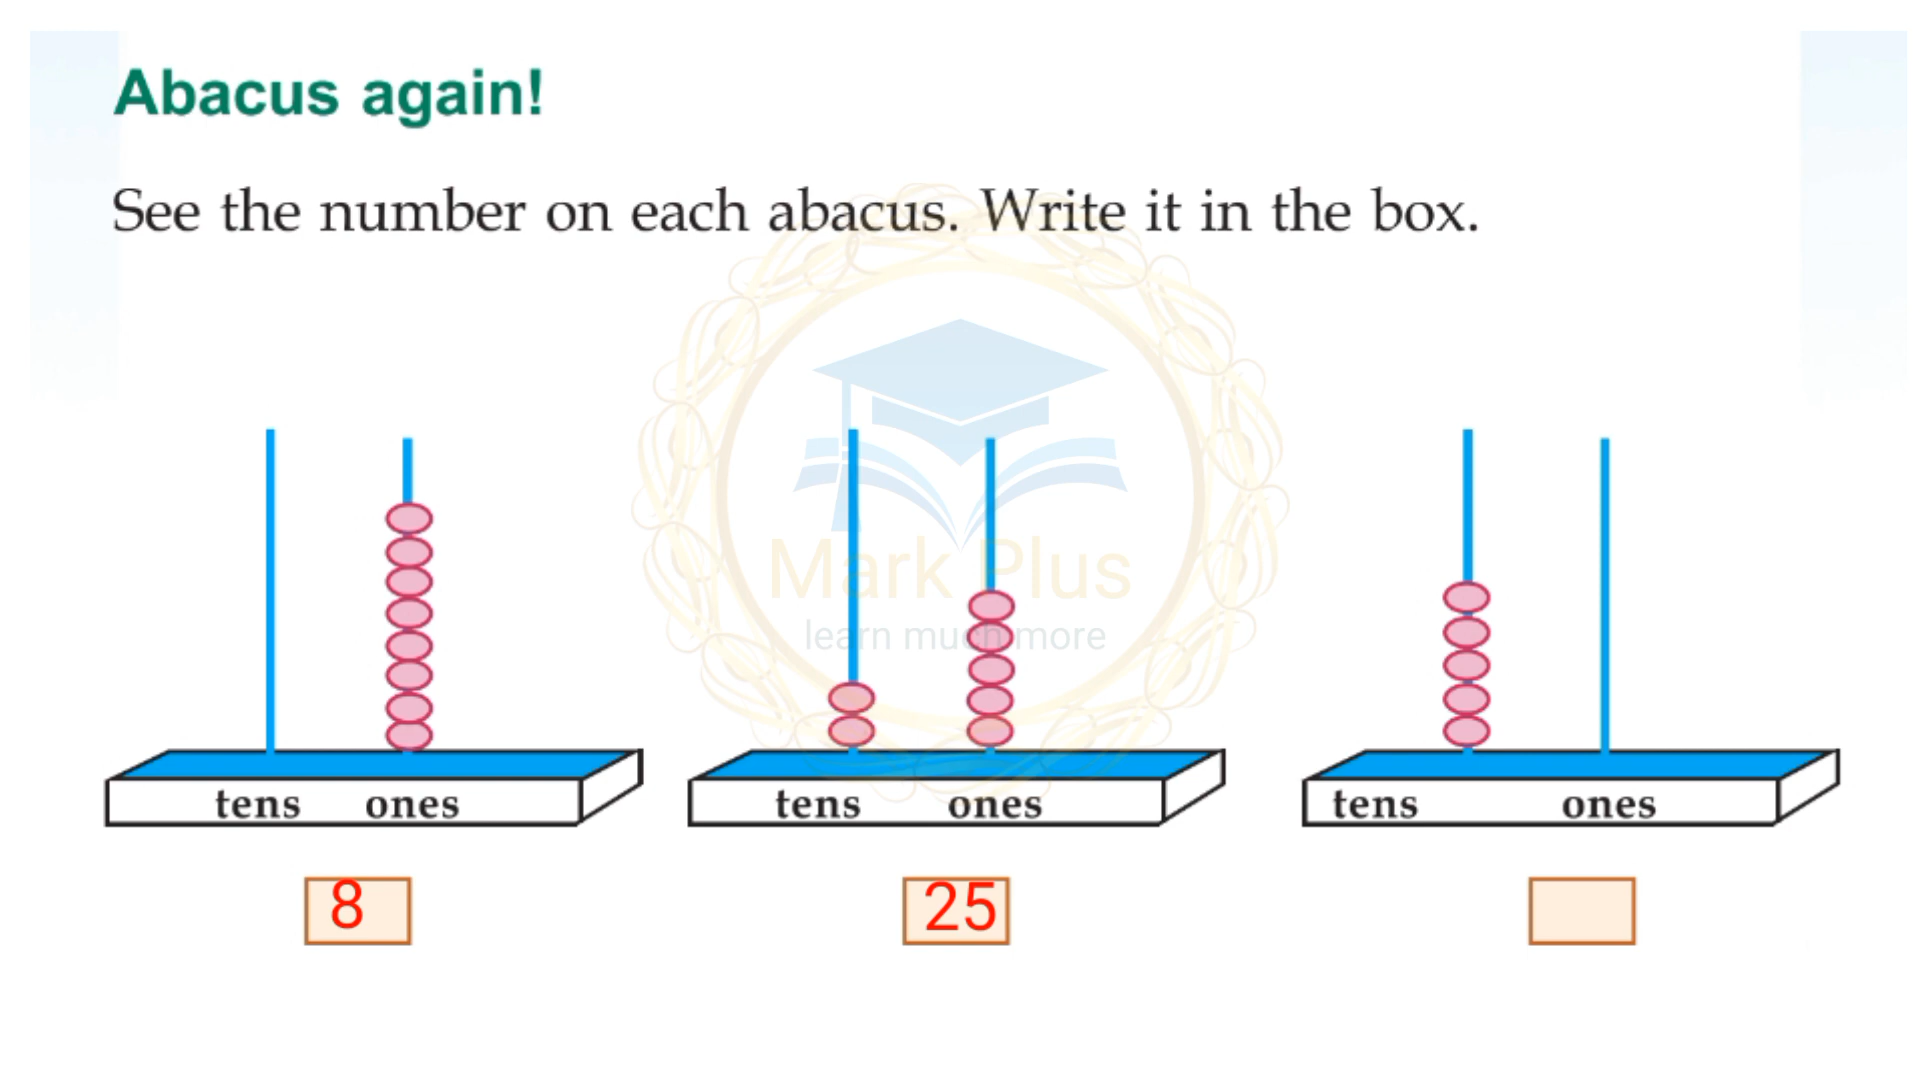 Abacus again!
See the number on each abacus. Write it in the box.
Mark Plus
learn much more
tens ones
tens ones
tens ones
8
25